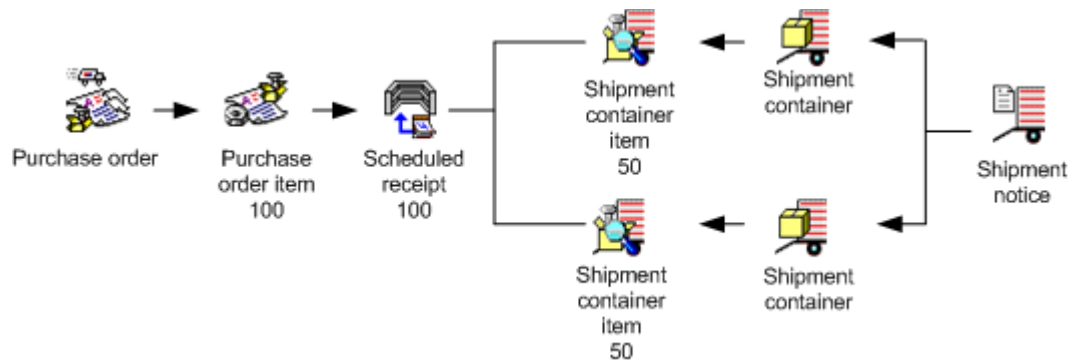 Purchase order
Purchase
order item
100
Scheduled
receipt
100
Shipment
container
item
50
Shipment
container
Shipment
container
item
50
Shipment
container
Shipment
notice